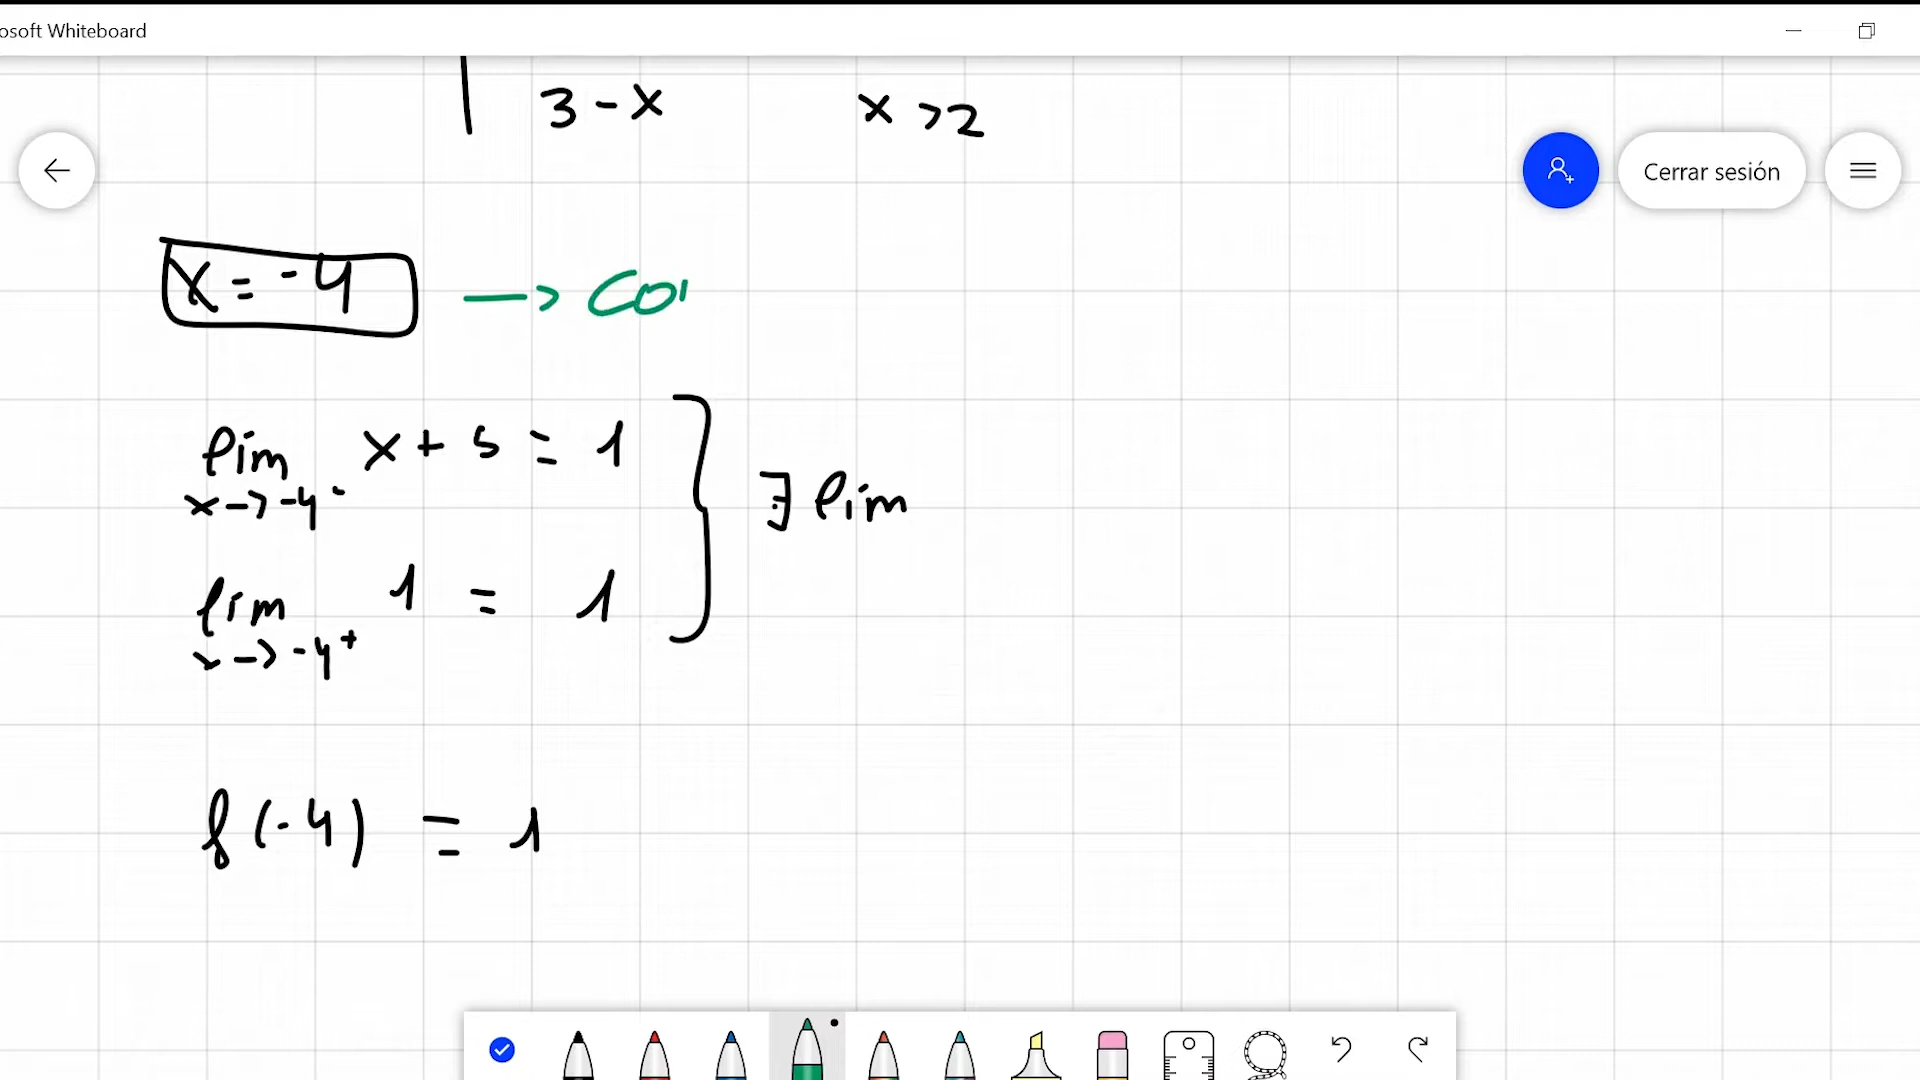 osoft Whiteboard
3 - x x > 2
Cerrar sesión
x = -4 → Co
lim x + 5 = 1
x → -4⁻
∃ lim
lim 1 = 1
x → -4⁺
f(-4) = 1